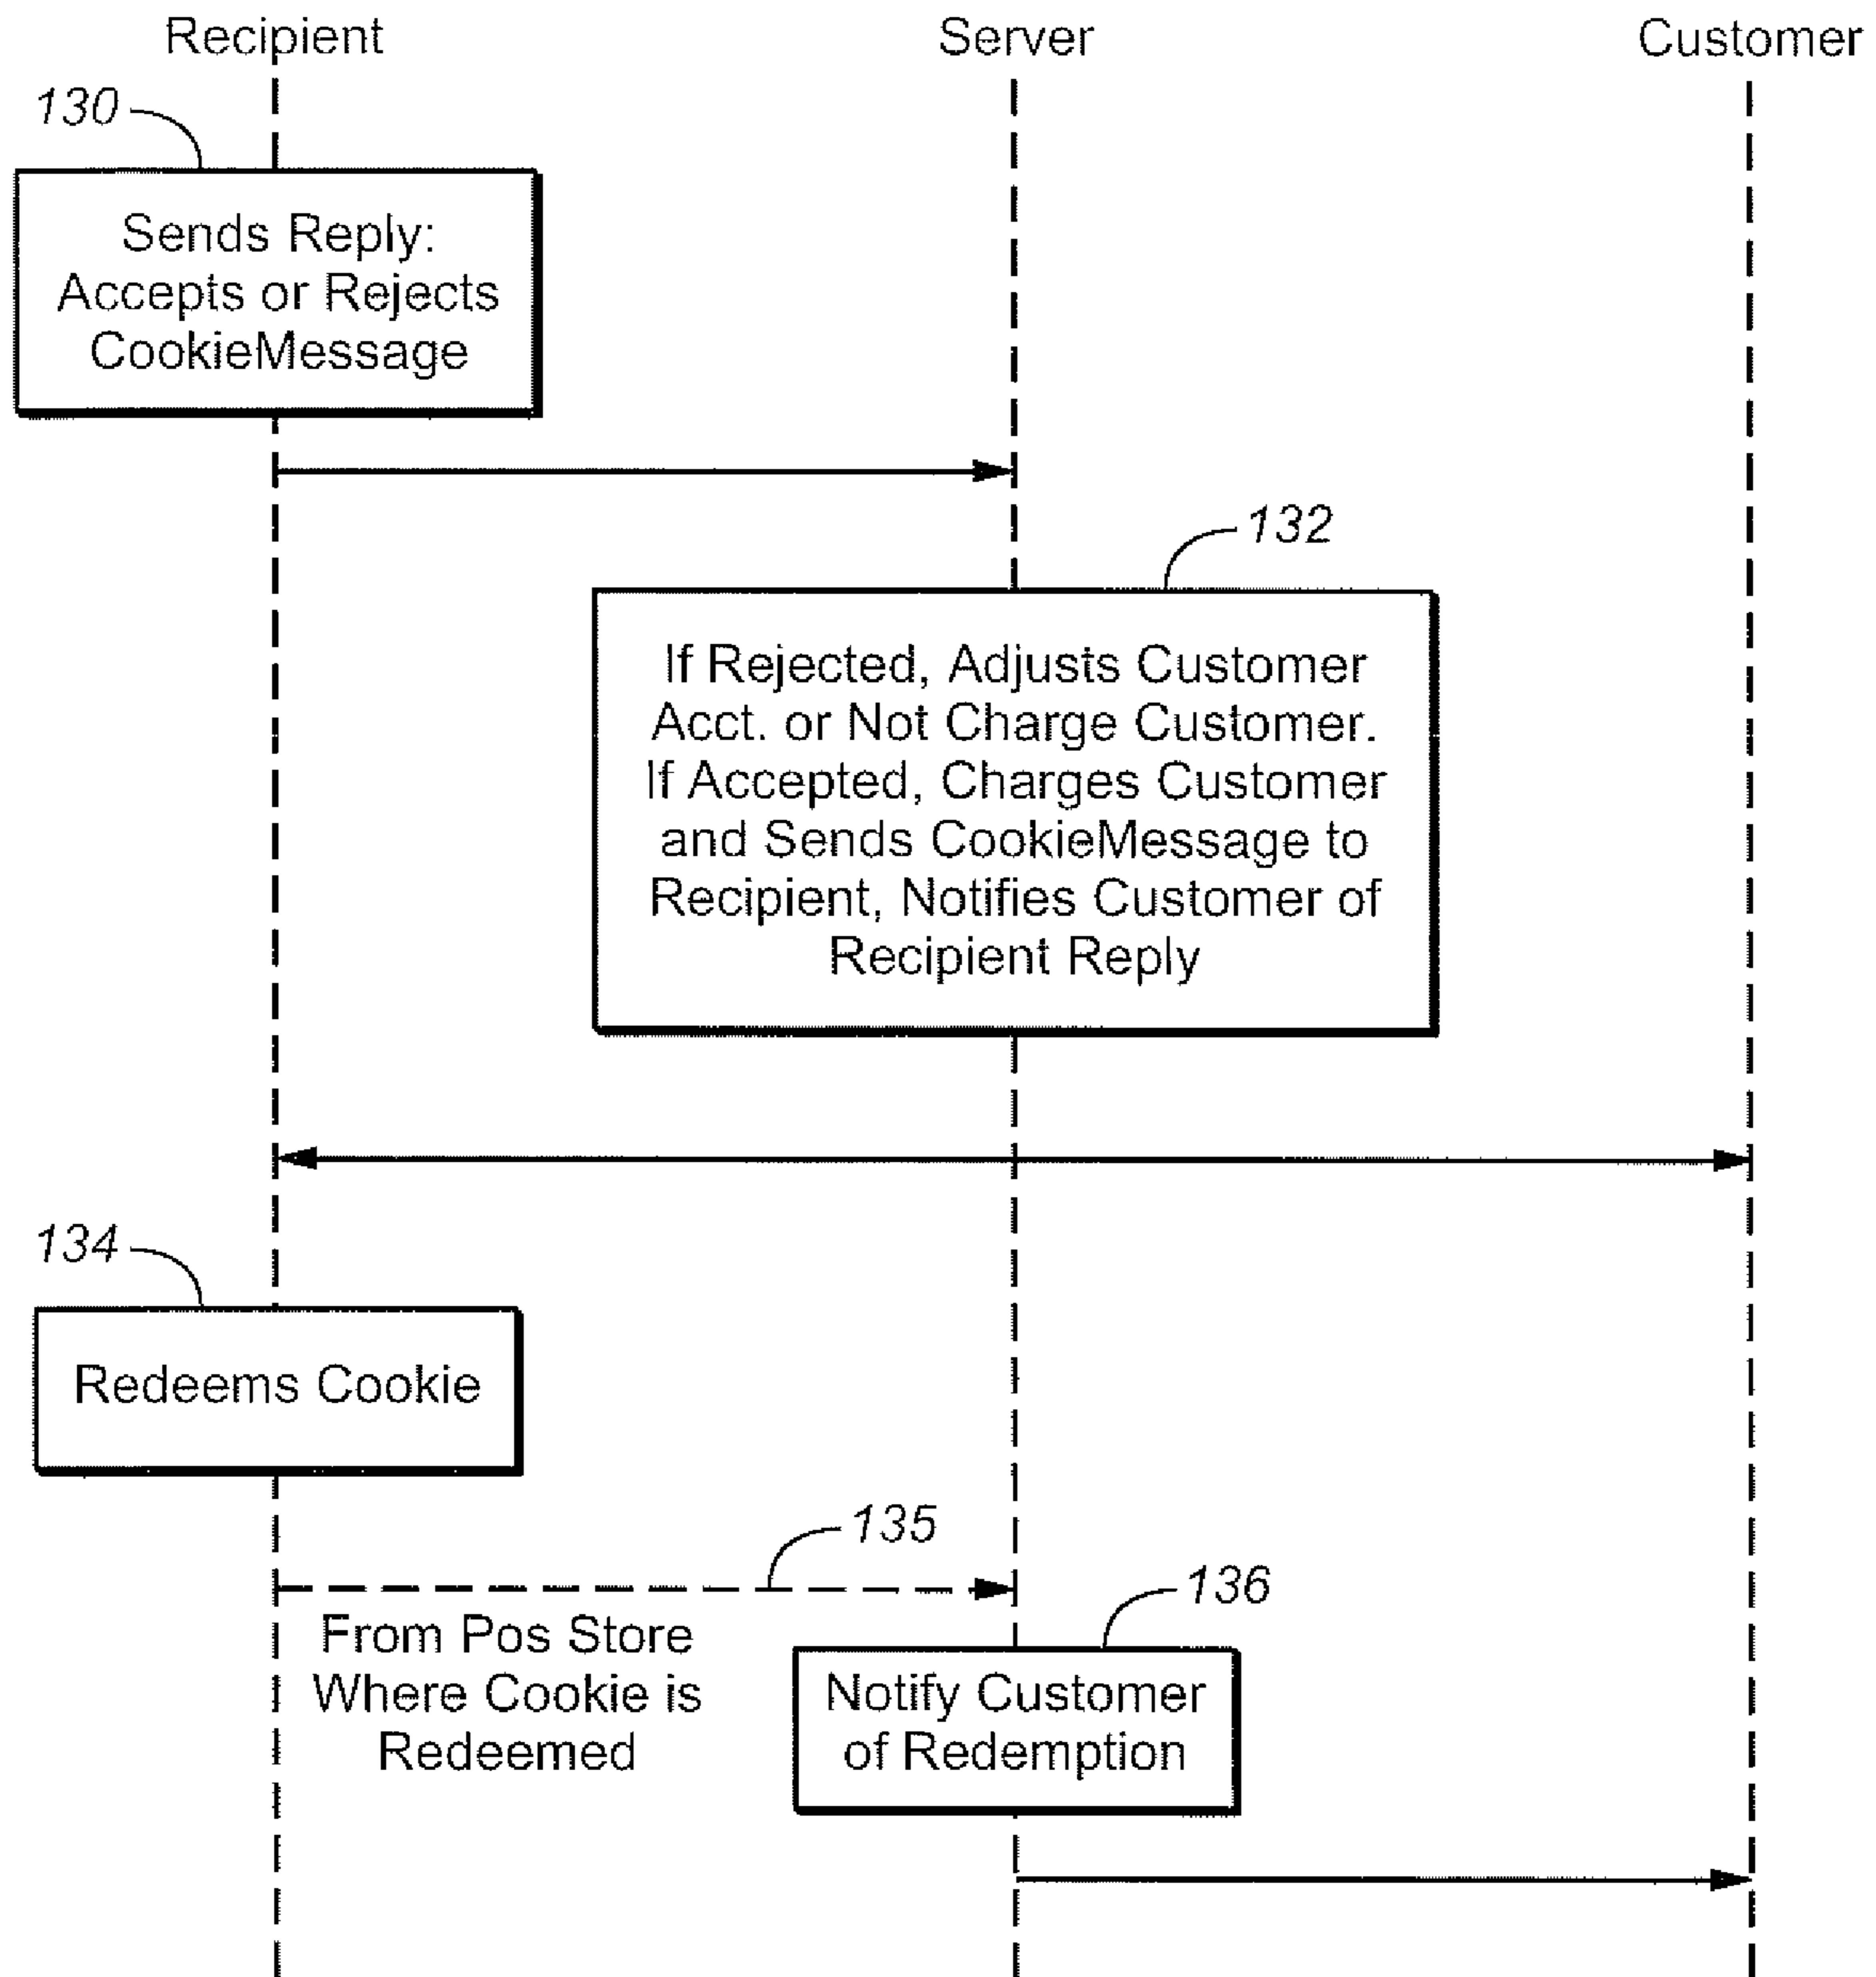 Recipient
Server
Customer
130
Sends Reply:
Accepts or Rejects
CookieMessage
132
If Rejected, Adjusts Customer
Acct. or Not Charge Customer.
If Accepted, Charges Customer
and Sends CookieMessage to
Recipient, Notifies Customer of
Recipient Reply
134
Redeems Cookie
135
From Pos Store
Where Cookie is
Redeemed
136
Notify Customer
of Redemption